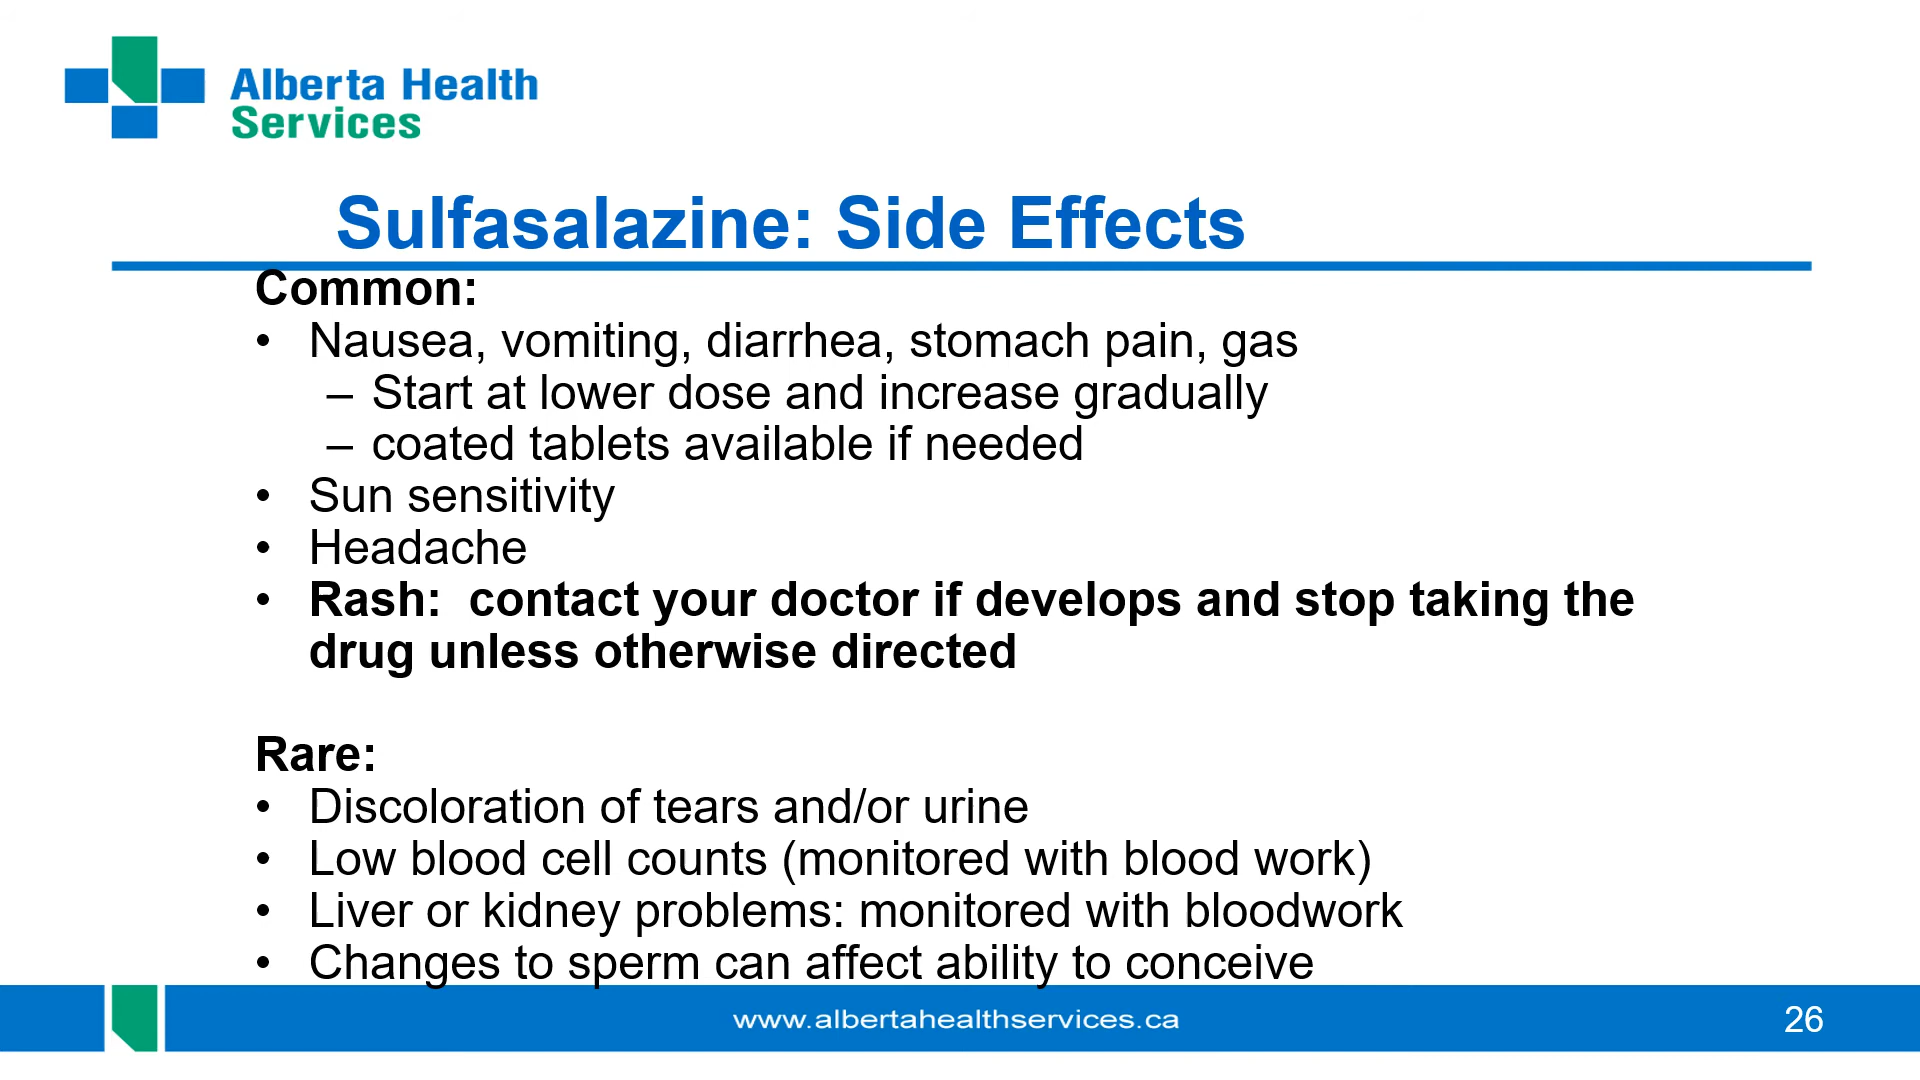 Alberta Health
Services
Sulfasalazine: Side Effects
Common:
• Nausea, vomiting, diarrhea, stomach pain, gas
– Start at lower dose and increase gradually
– coated tablets available if needed
• Sun sensitivity
• Headache
• Rash:  contact your doctor if develops and stop taking the
drug unless otherwise directed
Rare:
• Discoloration of tears and/or urine
• Low blood cell counts (monitored with blood work)
• Liver or kidney problems: monitored with bloodwork
• Changes to sperm can affect ability to conceive
www.albertahealthservices.ca
26